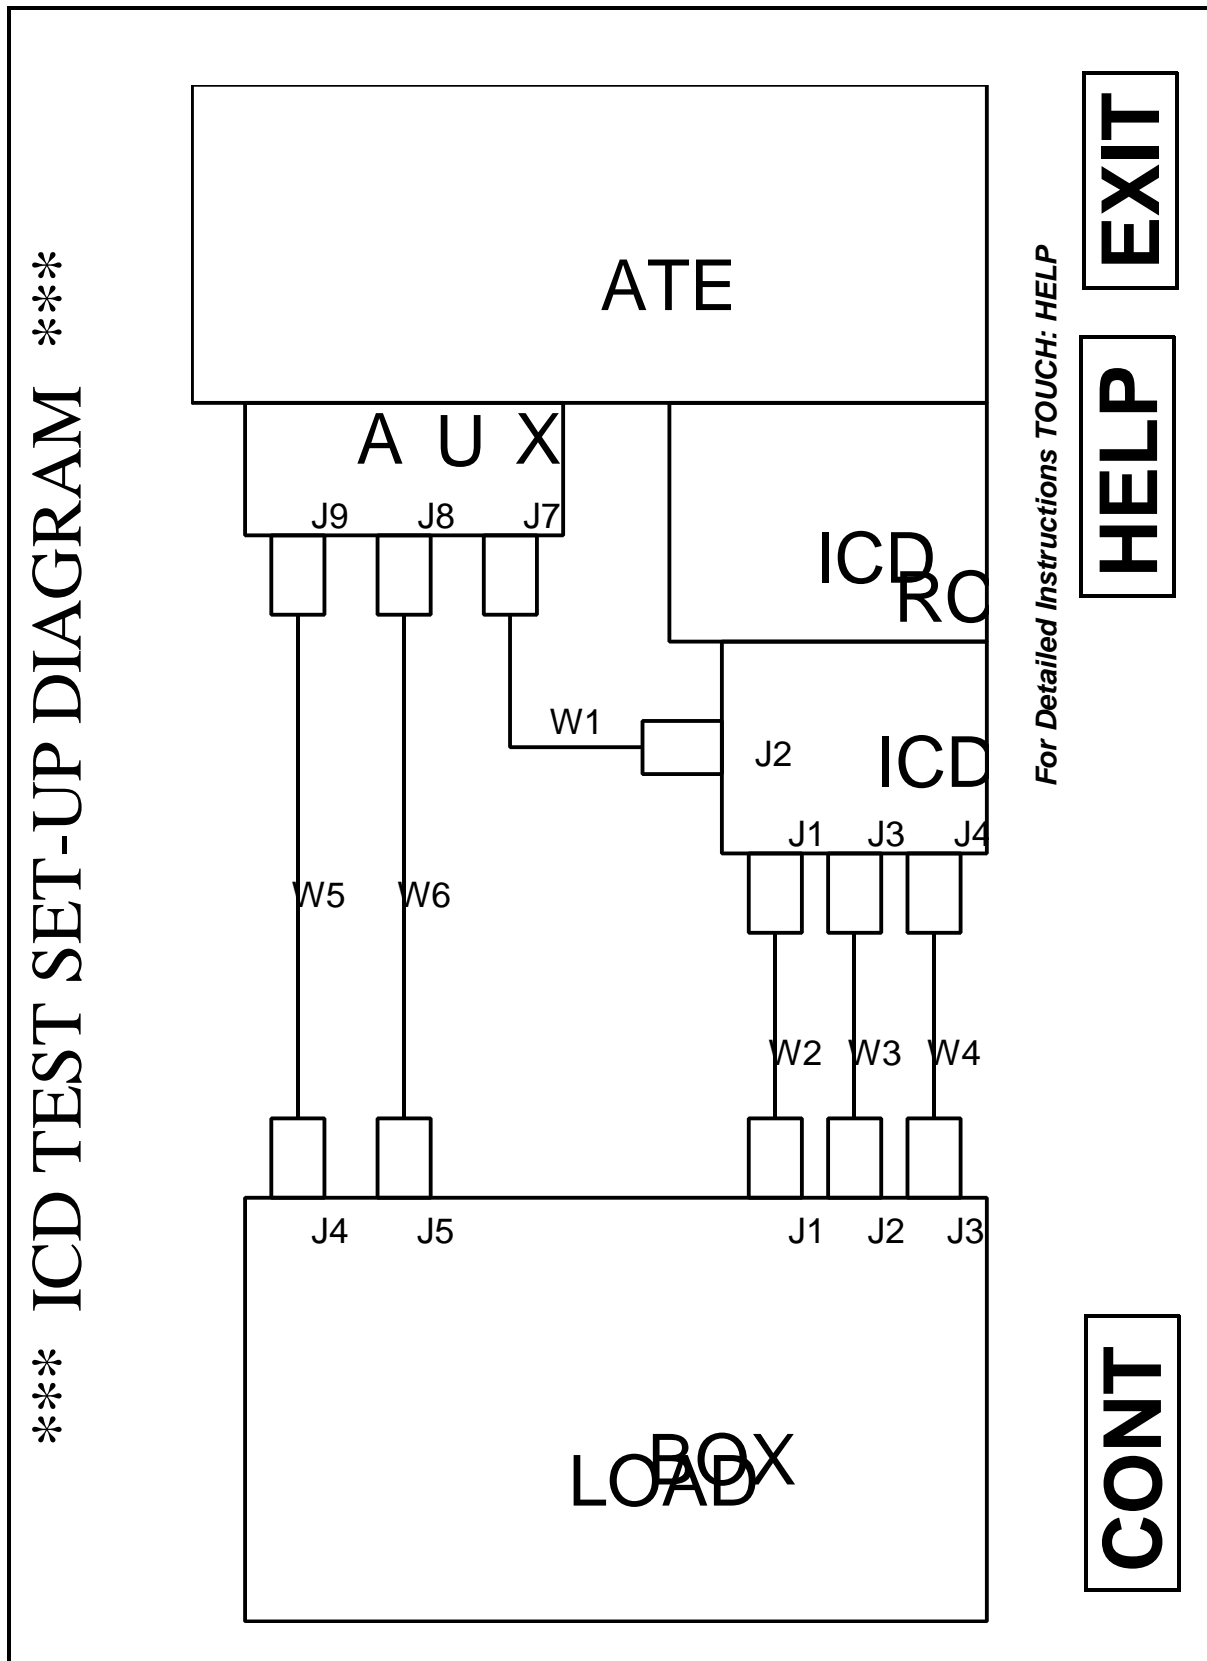 *** ICD TEST SET-UP DIAGRAM ***
ATE
A U X
J9 J8 J7
ICD
RO
W1
J2
ICD
J1 J3 J4
W5 W6
W2 W3 W4
J4 J5 J1 J2 J3
BOX
LOAD
For Detailed Instructions TOUCH: HELP
EXIT
HELP
CONT